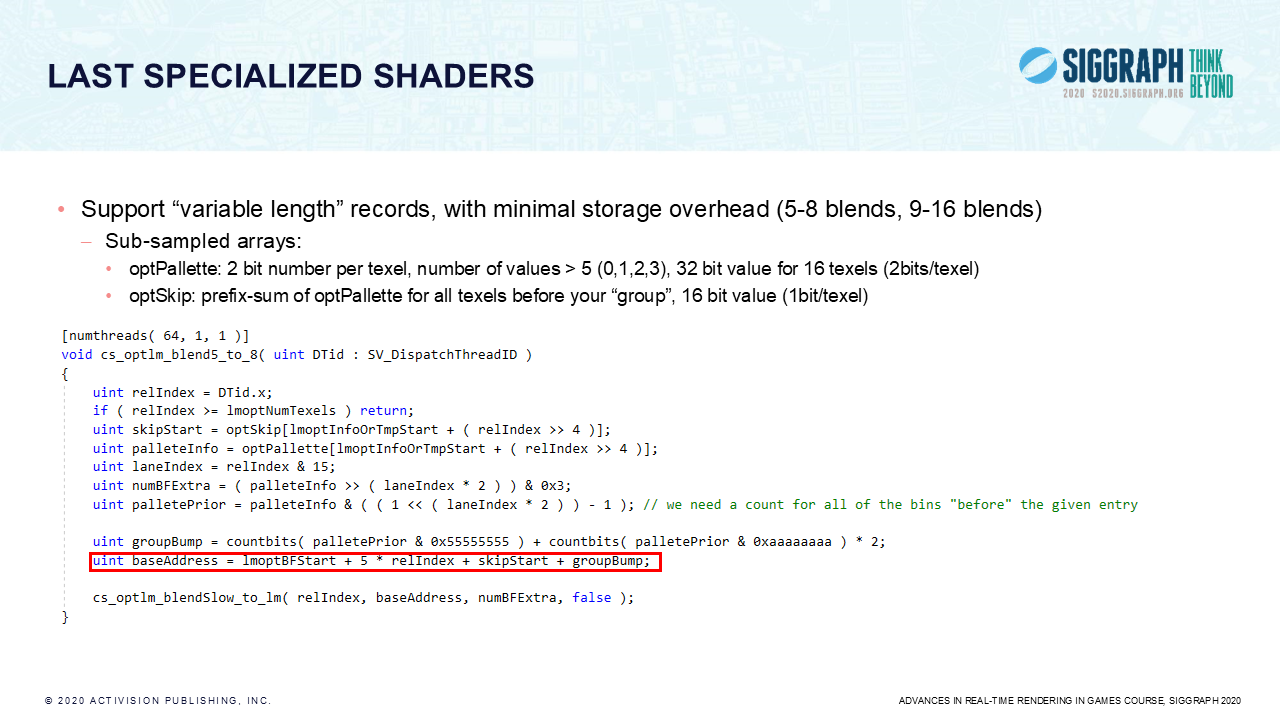 LAST SPECIALIZED SHADERS
SIGGRAPH THINK BEYOND
2020 S2020.SIGGRAPH.ORG
• Support “variable length” records, with minimal storage overhead (5-8 blends, 9-16 blends)
– Sub-sampled arrays:
• optPallette: 2 bit number per texel, number of values > 5 (0,1,2,3), 32 bit value for 16 texels (2bits/texel)
• optSkip: prefix-sum of optPallette for all texels before your “group”, 16 bit value (1bit/texel)
[numthreads( 64, 1, 1 )]
void cs_optlm_blend5_to_8( uint DTid : SV_DispatchThreadID )
{
uint relIndex = DTid.x;
if ( relIndex >= lmoptNumTexels ) return;
uint skipStart = optSkip[lmoptInfoOrTmpStart + ( relIndex >> 4 )];
uint palleteInfo = optPallette[lmoptInfoOrTmpStart + ( relIndex >> 4 )];
uint laneIndex = relIndex & 15;
uint numBFExtra = ( palleteInfo >> ( laneIndex * 2 ) ) & 0x3;
uint palletePrior = palleteInfo & ( ( 1 << ( laneIndex * 2 ) ) - 1 ); // we need a count for all of the bins "before" the given entry
uint groupBump = countbits( palletePrior & 0x55555555 ) + countbits( palletePrior & 0xaaaaaaaa ) * 2;
uint baseAddress = lmoptBFStart + 5 * relIndex + skipStart + groupBump;
cs_optlm_blendSlow_to_lm( relIndex, baseAddress, numBFExtra, false );
}
© 2020 ACTIVISION PUBLISHING, INC.
ADVANCES IN REAL-TIME RENDERING IN GAMES COURSE, SIGGRAPH 2020